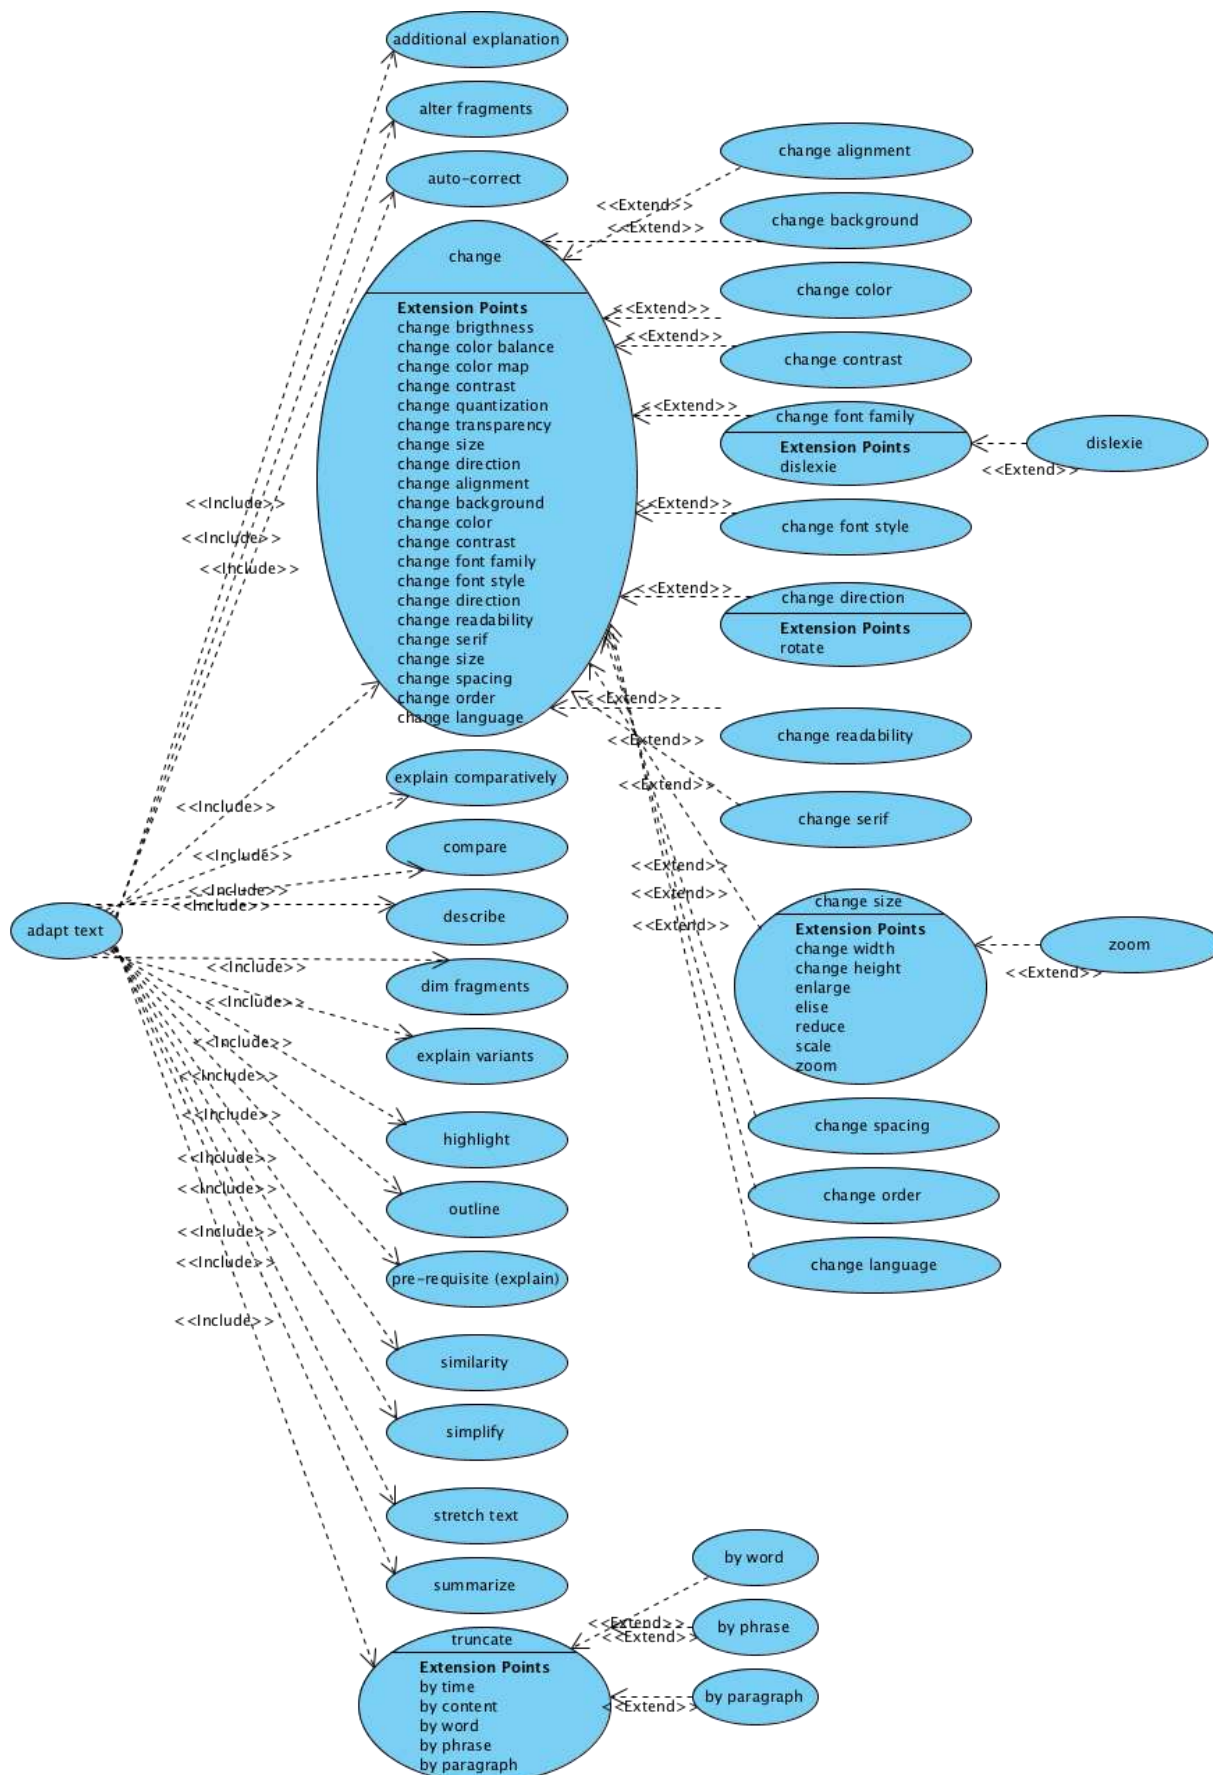 additional explanation
alter fragments
auto-correct
change
Extension Points
change brigthness
change color balance
change color map
change contrast
change quantization
change transparency
change size
change direction
change alignment
change background
change color
change contrast
change font family
change font style
change direction
change readability
change serif
change size
change spacing
change order
change language
change alignment
<<Extend>>
change background
<<Extend>>
change color
<<Extend>>
change contrast
<<Extend>>
change font family
Extension Points
dislexie
<<Extend>>
dislexie
<<Extend>>
change font style
<<Extend>>
change direction
Extension Points
rotate
<<Extend>>
change readability
<<Extend>>
change serif
<<Extend>>
change size
Extension Points
change width
change height
enlarge
elise
reduce
scale
zoom
<<Extend>>
zoom
<<Extend>>
change spacing
<<Extend>>
change order
<<Extend>>
change language
<<Extend>>
<<Include>>
<<Include>>
<<Include>>
<<Include>>
explain comparatively
<<Include>>
compare
<<Include>>
describe
<<Include>>
adapt text
dim fragments
<<Include>>
explain variants
<<Include>>
highlight
<<Include>>
outline
<<Include>>
pre-requisite (explain)
<<Include>>
similarity
<<Include>>
simplify
<<Include>>
stretch text
<<Include>>
summarize
<<Include>>
<<Include>>
truncate
Extension Points
by time
by content
by word
by phrase
by paragraph
by word
<<Extend>>
by phrase
<<Extend>>
by paragraph
<<Extend>>